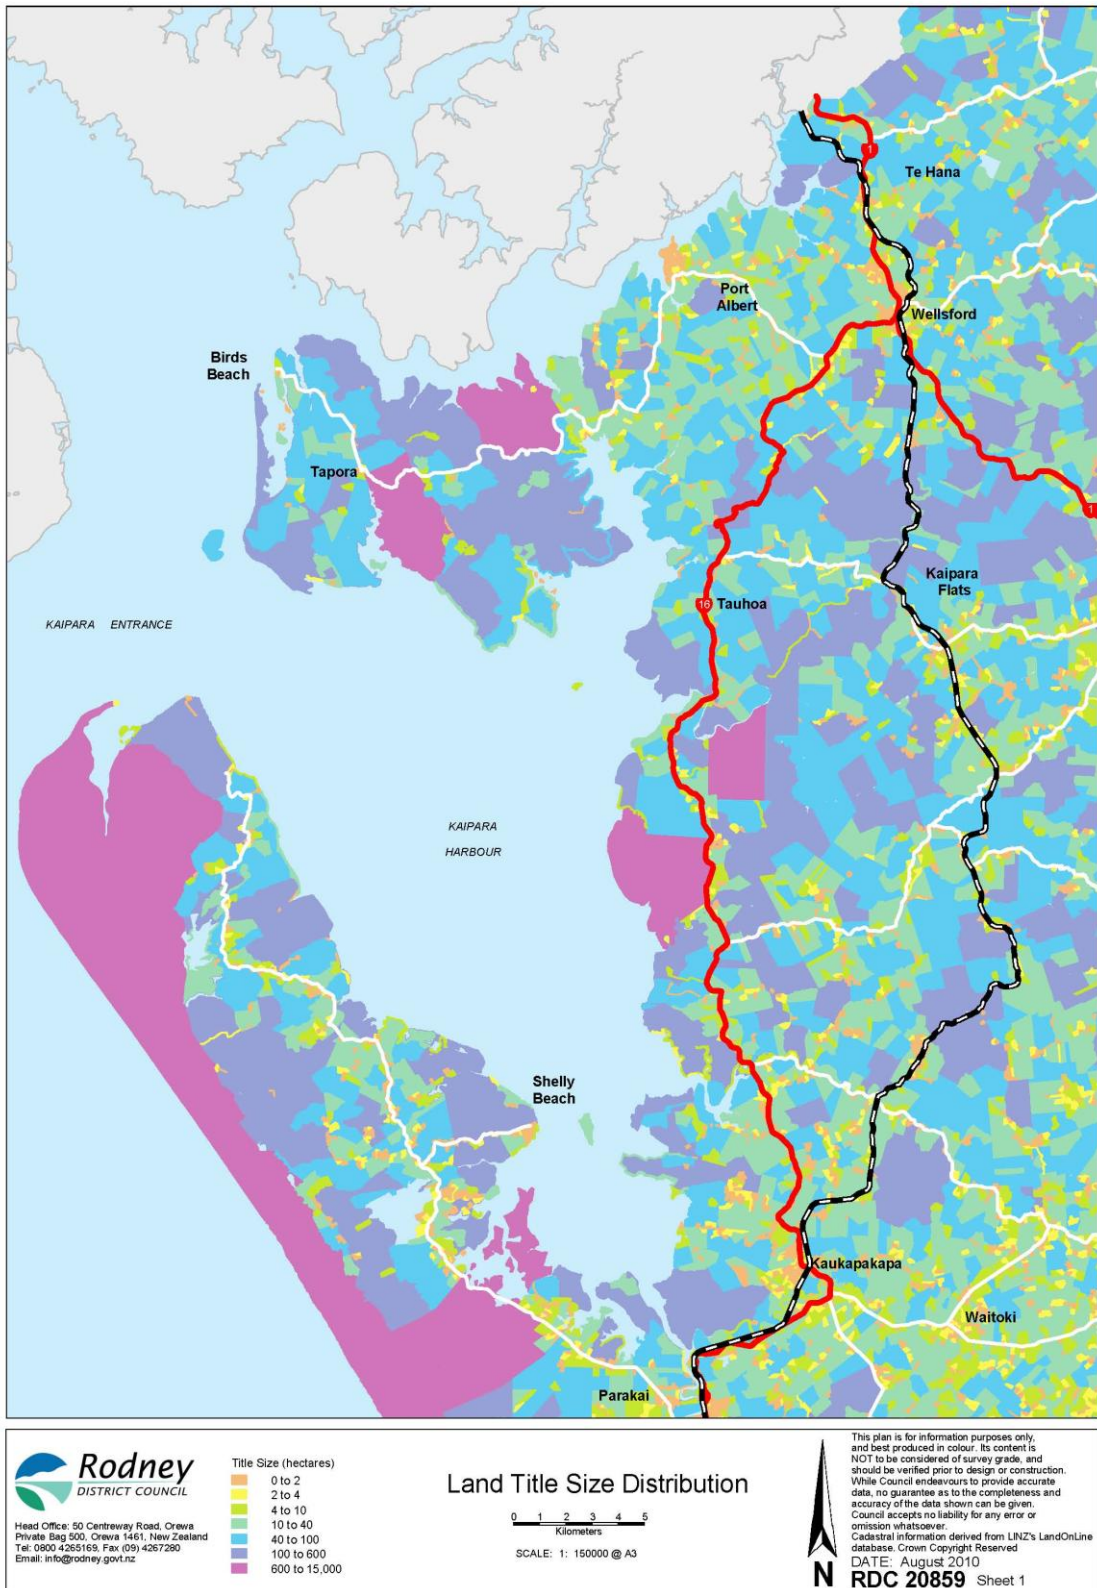 1
Te Hana
Port
Albert
Wellsford
Birds
Beach
Tapora
1
Kaipara
Flats
16
Tauhoa
KAIPARA ENTRANCE
KAIPARA
HARBOUR
Shelly
Beach
Kaukapakapa
Waitoki
Parakai
Rodney
DISTRICT COUNCIL
Head Office: 50 Centreway Road, Orewa
Private Bag 500, Orewa 1461, New Zealand
Tel: 0800 4265169, Fax (09) 4267280
Email: info@rodney.govt.nz
Title Size (hectares)
0 to 2
2 to 4
4 to 10
10 to 40
40 to 100
100 to 600
600 to 15,000
Land Title Size Distribution
0 1 2 3 4 5
Kilometers
SCALE: 1: 150000 @ A3
N
This plan is for information purposes only,
and best produced in colour. Its content is
NOT to be considered of survey grade, and
should be verified prior to design or construction.
While Council endeavours to provide accurate
data, no guarantee as to the completeness and
accuracy of the data shown can be given.
Council accepts no liability for any error or
omission whatsoever.
Cadastral information derived from LINZ's LandOnLine
database. Crown Copyright Reserved
DATE: August 2010
RDC 20859 Sheet 1